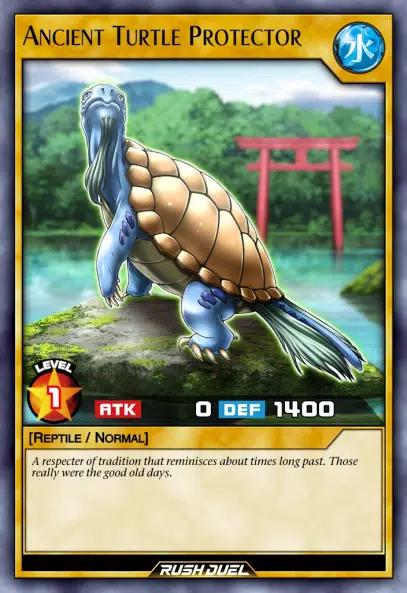 ANCIENT TURTLE PROTECTOR
水
LEVEL
1
ATK 0 DEF 1400
[REPTILE / NORMAL]
A respecter of tradition that reminisces about times long past. Those
really were the good old days.
RUSH DUEL